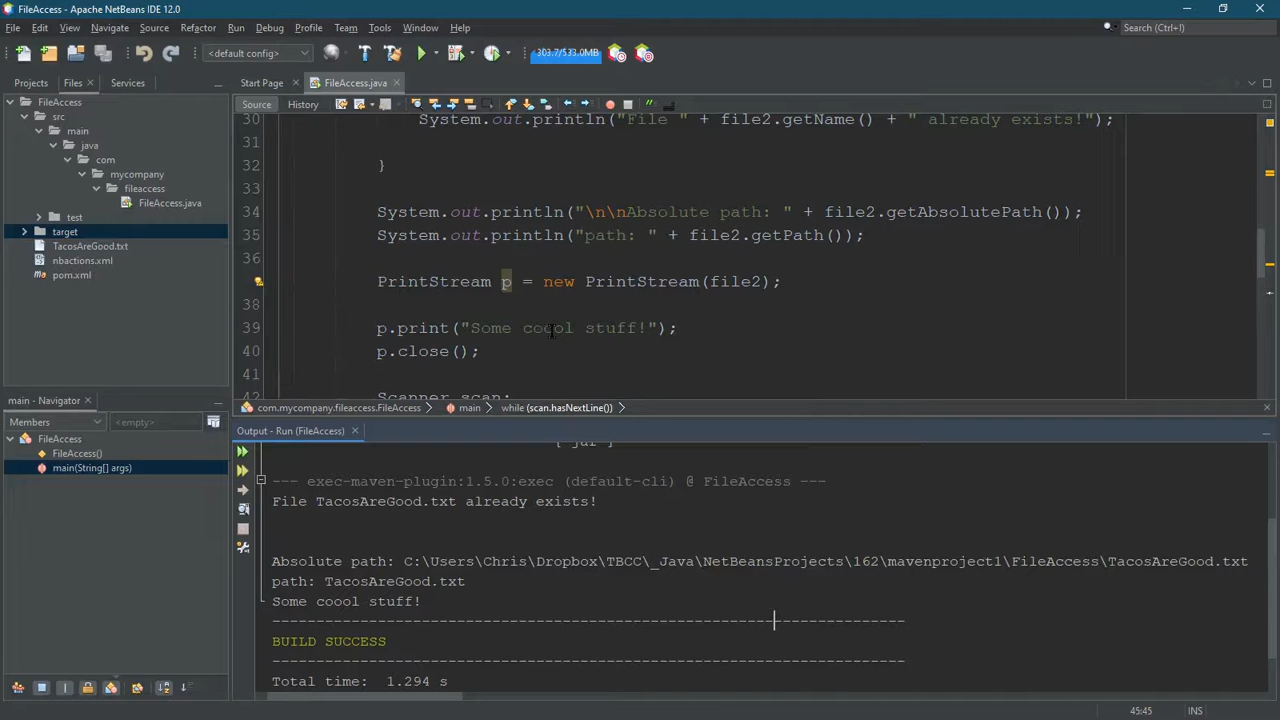 FileAccess - Apache NetBeans IDE 12.0
File Edit View Navigate Source Refactor Run Debug Profile Team Tools Window Help
Search (Ctrl+I)
<default config>
303.7/533.0MB
Projects Files Services
Start Page FileAccess.java
Source History
FileAccess
src
main
java
com
mycompany
fileaccess
FileAccess.java
test
target
TacosAreGood.txt
nbactions.xml
pom.xml
30 System.out.println("File " + file2.getName() + " already exists!");
31
32 }
33
34 System.out.println("\n\nAbsolute path: " + file2.getAbsolutePath());
35 System.out.println("path: " + file2.getPath());
36
PrintStream p = new PrintStream(file2);
38
39 p.print("Some coool stuff!");
40 p.close();
41
42 Scanner scan;
com.mycompany.fileaccess.FileAccess main while (scan.hasNextLine())
main - Navigator
Members <empty>
FileAccess
FileAccess()
main(String[] args)
Output - Run (FileAccess)
[ jar ]
--- exec-maven-plugin:1.5.0:exec (default-cli) @ FileAccess ---
File TacosAreGood.txt already exists!
Absolute path: C:\Users\Chris\Dropbox\TBCC\_Java\NetBeansProjects\162\mavenproject1\FileAccess\TacosAreGood.txt
path: TacosAreGood.txt
Some coool stuff!
------------------------------------------------------------------------
BUILD SUCCESS
------------------------------------------------------------------------
Total time: 1.294 s
45:45 INS